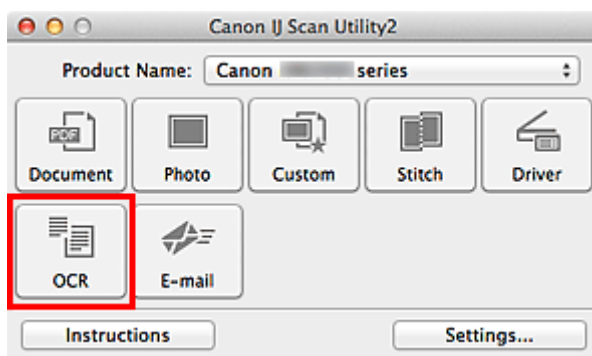 Canon IJ Scan Utility2
Product Name: Canon series
PDF
Document Photo Custom Stitch Driver
OCR E-mail
Instructions Settings...